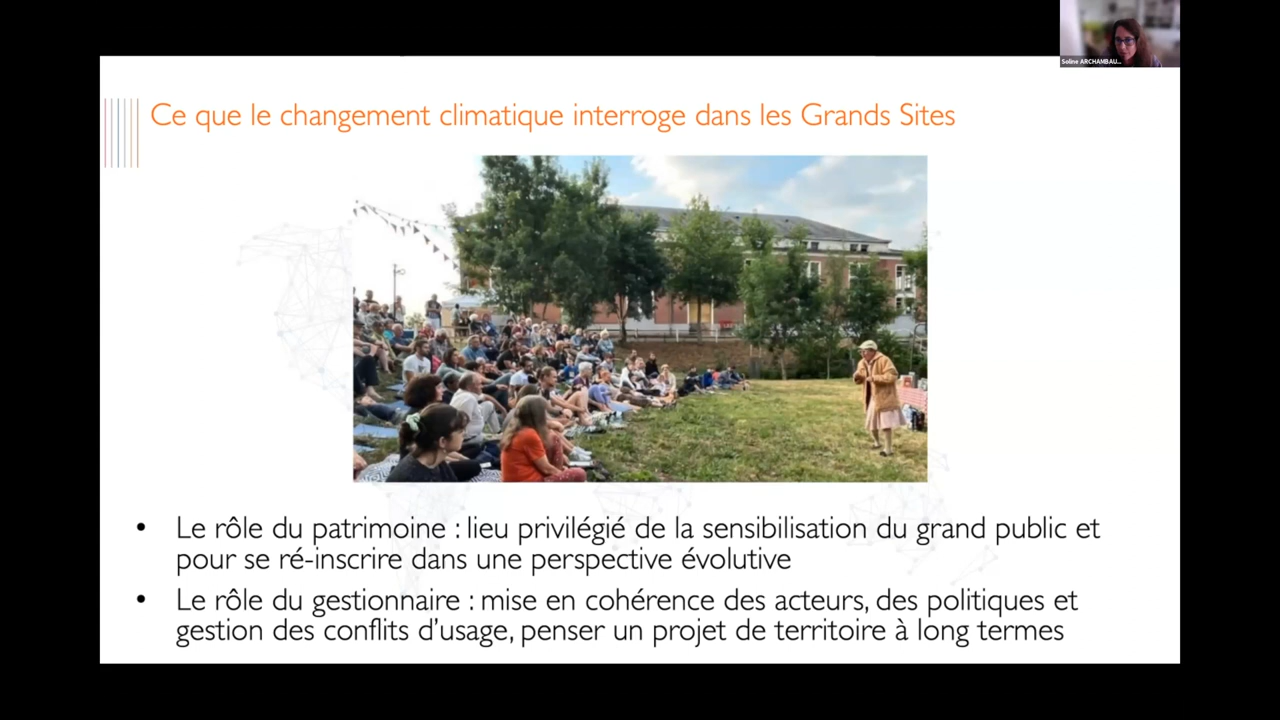 Soline ARCHAMBAU...
Ce que le changement climatique interroge dans les Grands Sites
• Le rôle du patrimoine : lieu privilégié de la sensibilisation du grand public et
pour se ré-inscrire dans une perspective évolutive
• Le rôle du gestionnaire : mise en cohérence des acteurs, des politiques et
gestion des conflits d'usage, penser un projet de territoire à long termes